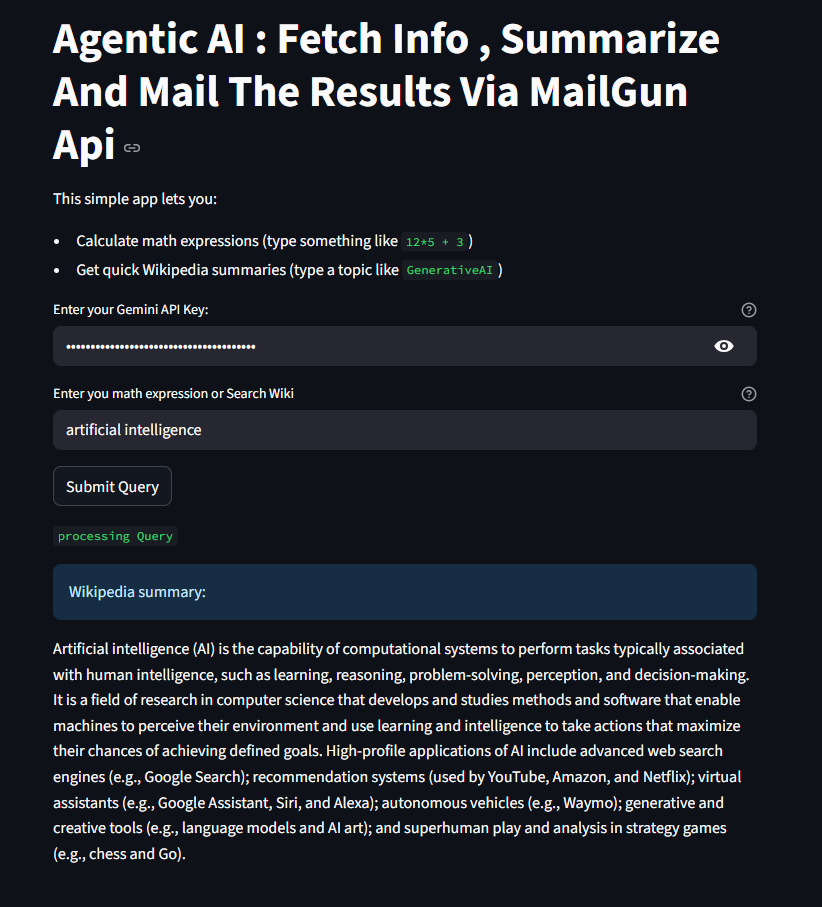 Agentic AI : Fetch Info , Summarize
And Mail The Results Via MailGun
Api
This simple app lets you:
• Calculate math expressions (type something like 12*5 + 3 )
• Get quick Wikipedia summaries (type a topic like GenerativeAI )
Enter your Gemini API Key:
•••••••••••••••••••••••••••••••••••••••
Enter you math expression or Search Wiki
artificial intelligence
Submit Query
processing Query
Wikipedia summary:
Artificial intelligence (AI) is the capability of computational systems to perform tasks typically associated
with human intelligence, such as learning, reasoning, problem-solving, perception, and decision-making.
It is a field of research in computer science that develops and studies methods and software that enable
machines to perceive their environment and use learning and intelligence to take actions that maximize
their chances of achieving defined goals. High-profile applications of AI include advanced web search
engines (e.g., Google Search); recommendation systems (used by YouTube, Amazon, and Netflix); virtual
assistants (e.g., Google Assistant, Siri, and Alexa); autonomous vehicles (e.g., Waymo); generative and
creative tools (e.g., language models and AI art); and superhuman play and analysis in strategy games
(e.g., chess and Go).